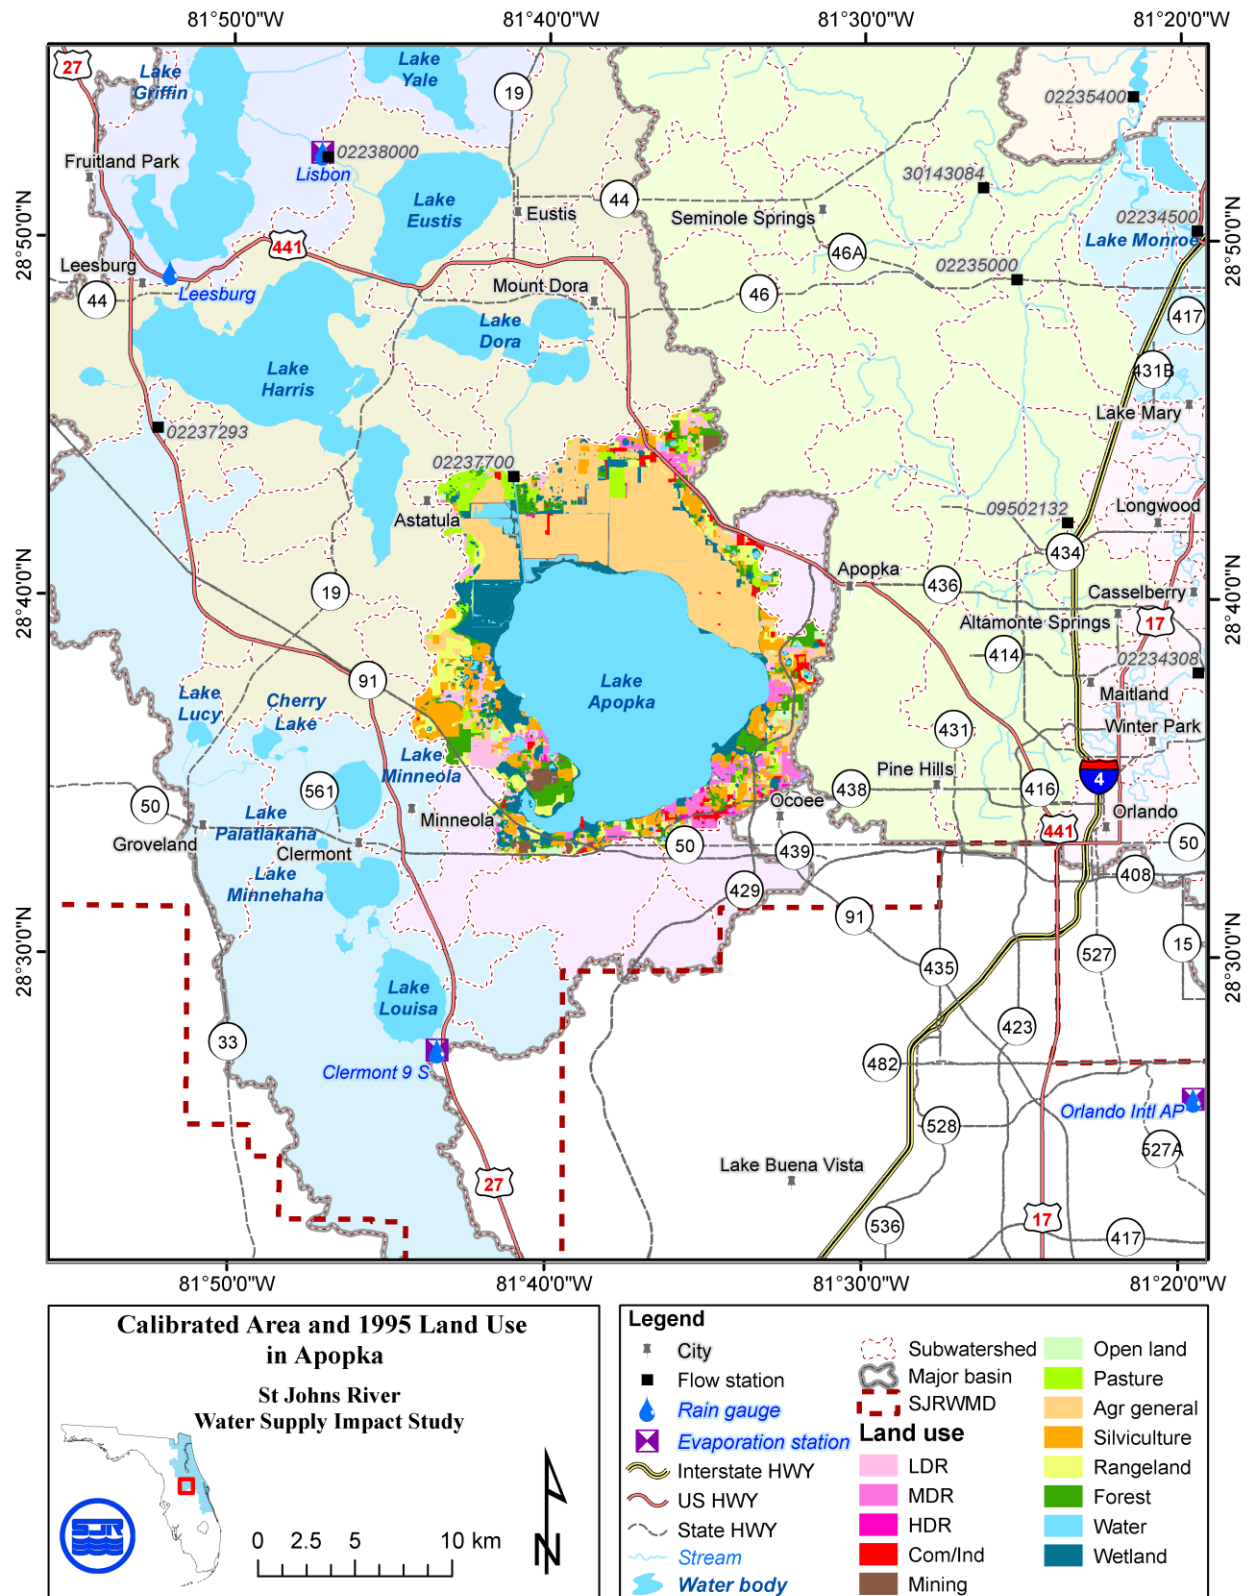 81°50'0"W
81°40'0"W
81°30'0"W
81°20'0"W
27
Lake
Griffin
Lake
Yale
19
02235400
02238000
Lisbon
Fruitland Park
30143084
Lake
Eustis
44
Eustis
Seminole Springs
02234500
28°50'0"N
28°50'0"N
441
46A
Lake Monroe
Leesburg
44
Leesburg
Mount Dora
46
02235000
417
Lake
Dora
Lake
Harris
431B
Lake Mary
02237293
02237700
Astatula
09502132
Longwood
434
28°40'0"N
28°40'0"N
19
Apopka
436
Casselberry
Altamonte Springs
17
414
02234308
91
Lake
Apopka
Maitland
Lake
Lucy
Cherry
Lake
431
Winter Park
Lake
Minneola
Pine Hills
4
50
561
438
416
Ocoee
Orlando
Lake
Palatlakaha
Minneola
Groveland
Clermont
441
50
439
50
Lake
Minnehaha
429
408
91
28°30'0"N
28°30'0"N
435
527
15
Lake
Louisa
33
423
Clermont 9 S
482
Orlando Intl AP
528
527A
Lake Buena Vista
27
536
17
417
81°50'0"W
81°40'0"W
81°30'0"W
81°20'0"W
Calibrated Area and 1995 Land Use
in Apopka
St Johns River
Water Supply Impact Study
SJR
0 2.5 5 10 km
N
Legend
City
Flow station
Rain gauge
Evaporation station
Interstate HWY
US HWY
State HWY
Stream
Water body
Subwatershed
Major basin
SJRWMD
Land use
LDR
MDR
HDR
Com/Ind
Mining
Open land
Pasture
Agr general
Silviculture
Rangeland
Forest
Water
Wetland